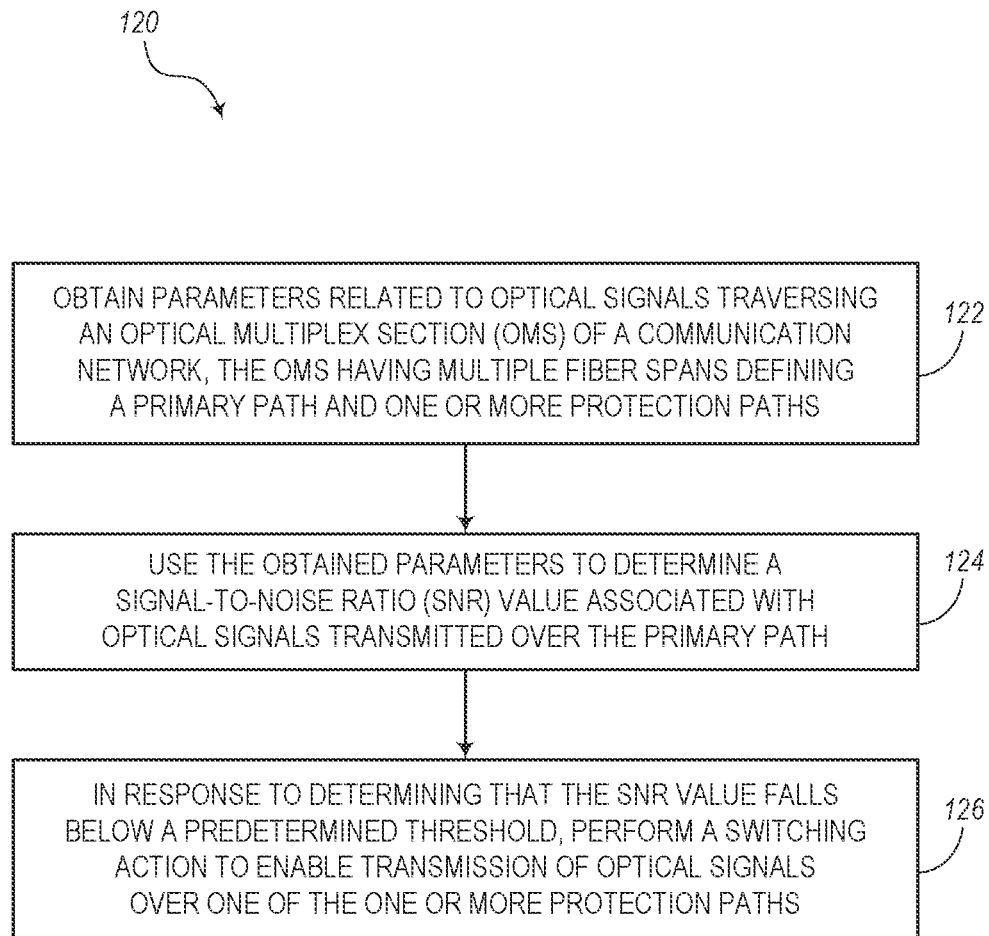 120
OBTAIN PARAMETERS RELATED TO OPTICAL SIGNALS TRAVERSING
AN OPTICAL MULTIPLEX SECTION (OMS) OF A COMMUNICATION
NETWORK, THE OMS HAVING MULTIPLE FIBER SPANS DEFINING
A PRIMARY PATH AND ONE OR MORE PROTECTION PATHS
122
USE THE OBTAINED PARAMETERS TO DETERMINE A
SIGNAL-TO-NOISE RATIO (SNR) VALUE ASSOCIATED WITH
OPTICAL SIGNALS TRANSMITTED OVER THE PRIMARY PATH
124
IN RESPONSE TO DETERMINING THAT THE SNR VALUE FALLS
BELOW A PREDETERMINED THRESHOLD, PERFORM A SWITCHING
ACTION TO ENABLE TRANSMISSION OF OPTICAL SIGNALS
OVER ONE OF THE ONE OR MORE PROTECTION PATHS
126